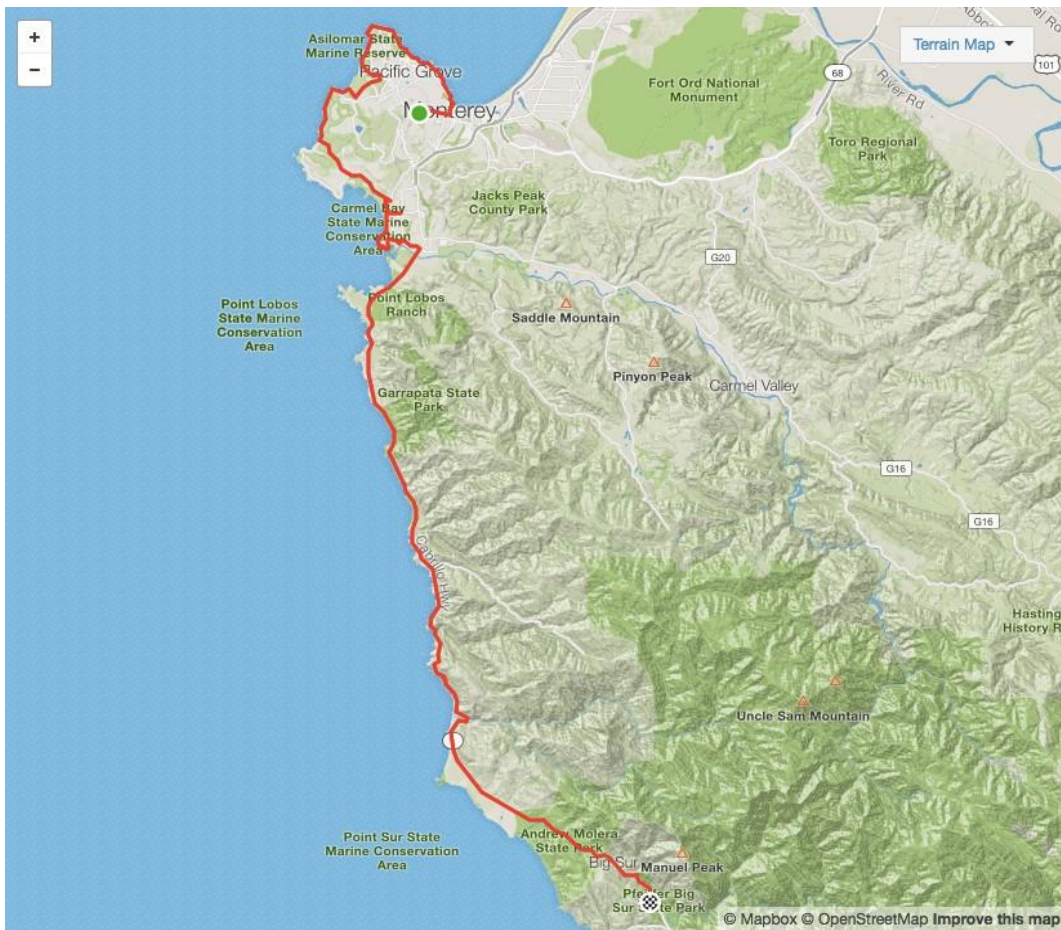 +
−
Terrain Map
Asilomar State
Marine Reserve
Pacific Grove
Monterey
68
101
River Rd
Fort Ord National
Monument
Toro Regional
Park
Jacks Peak
County Park
Carmel Bay
State Marine
Conservation
Area
G20
Point Lobos
State Marine
Conservation
Area
Point Lobos
Ranch
Saddle Mountain
Pinyon Peak
Carmel Valley
Garrapata State
Park
G16
G16
Cabrillo Hwy
Hasting
History R
Uncle Sam Mountain
Point Sur State
Marine Conservation
Area
Andrew Molera
State Park
Big Sur
Manuel Peak
Pfeiffer Big
Sur State Park
© Mapbox © OpenStreetMap Improve this map